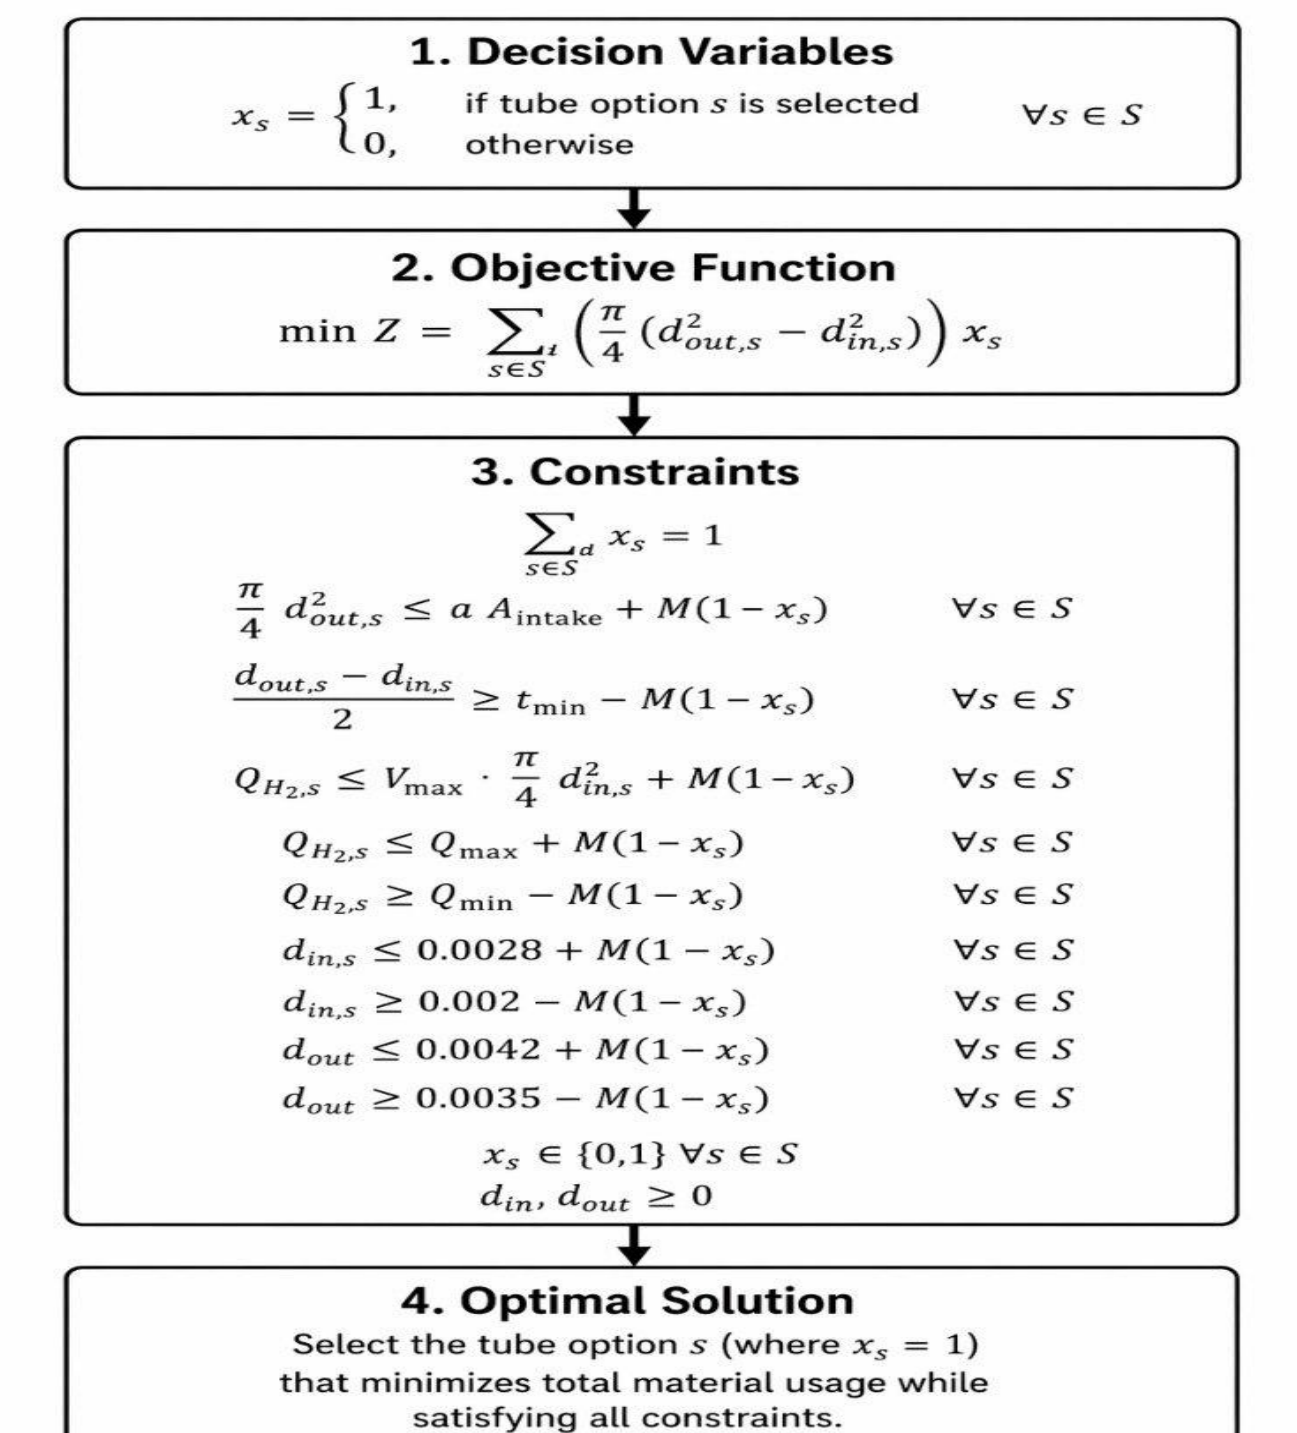 1. Decision Variables
x_s = { 1, if tube option s is selected ∀s ∈ S
0, otherwise
2. Objective Function
min Z = ∑_{s∈S} i (π/4 (d²_{out,s} − d²_{in,s})) x_s
3. Constraints
∑_{s∈S} d x_s = 1
π/4 d²_{out,s} ≤ a A_intake + M(1 − x_s) ∀s ∈ S
(d_{out,s} − d_{in,s})/2 ≥ t_min − M(1 − x_s) ∀s ∈ S
Q_{H₂,s} ≤ V_max · π/4 d²_{in,s} + M(1 − x_s) ∀s ∈ S
Q_{H₂,s} ≤ Q_max + M(1 − x_s) ∀s ∈ S
Q_{H₂,s} ≥ Q_min − M(1 − x_s) ∀s ∈ S
d_{in,s} ≤ 0.0028 + M(1 − x_s) ∀s ∈ S
d_{in,s} ≥ 0.002 − M(1 − x_s) ∀s ∈ S
d_out ≤ 0.0042 + M(1 − x_s) ∀s ∈ S
d_out ≥ 0.0035 − M(1 − x_s) ∀s ∈ S
x_s ∈ {0,1} ∀s ∈ S
d_in, d_out ≥ 0
4. Optimal Solution
Select the tube option s (where x_s = 1)
that minimizes total material usage while
satisfying all constraints.